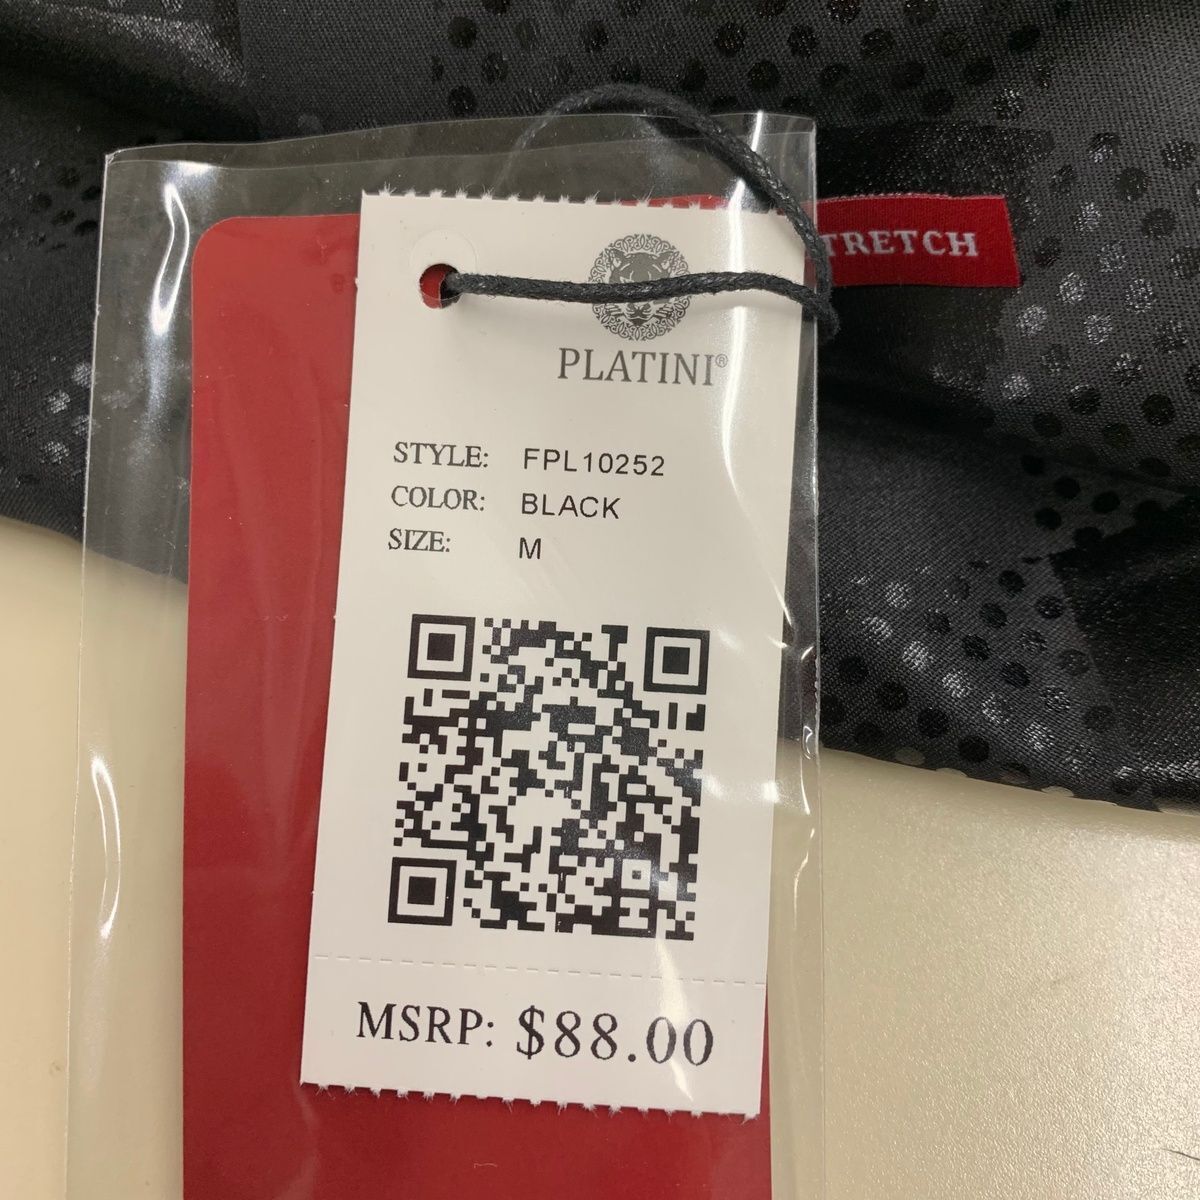 TRETCH
PLATINI®
STYLE: FPL10252
COLOR: BLACK
SIZE: M
MSRP: $88.00